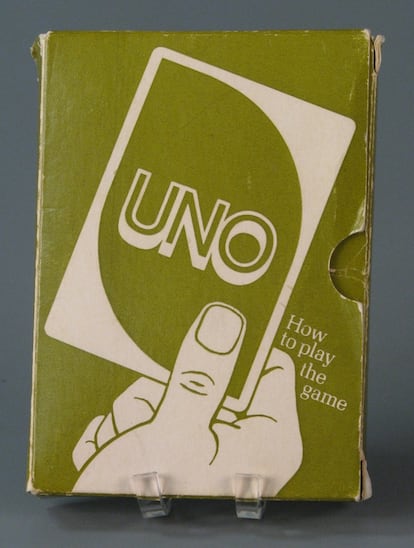 UNO
How
to play
the
game